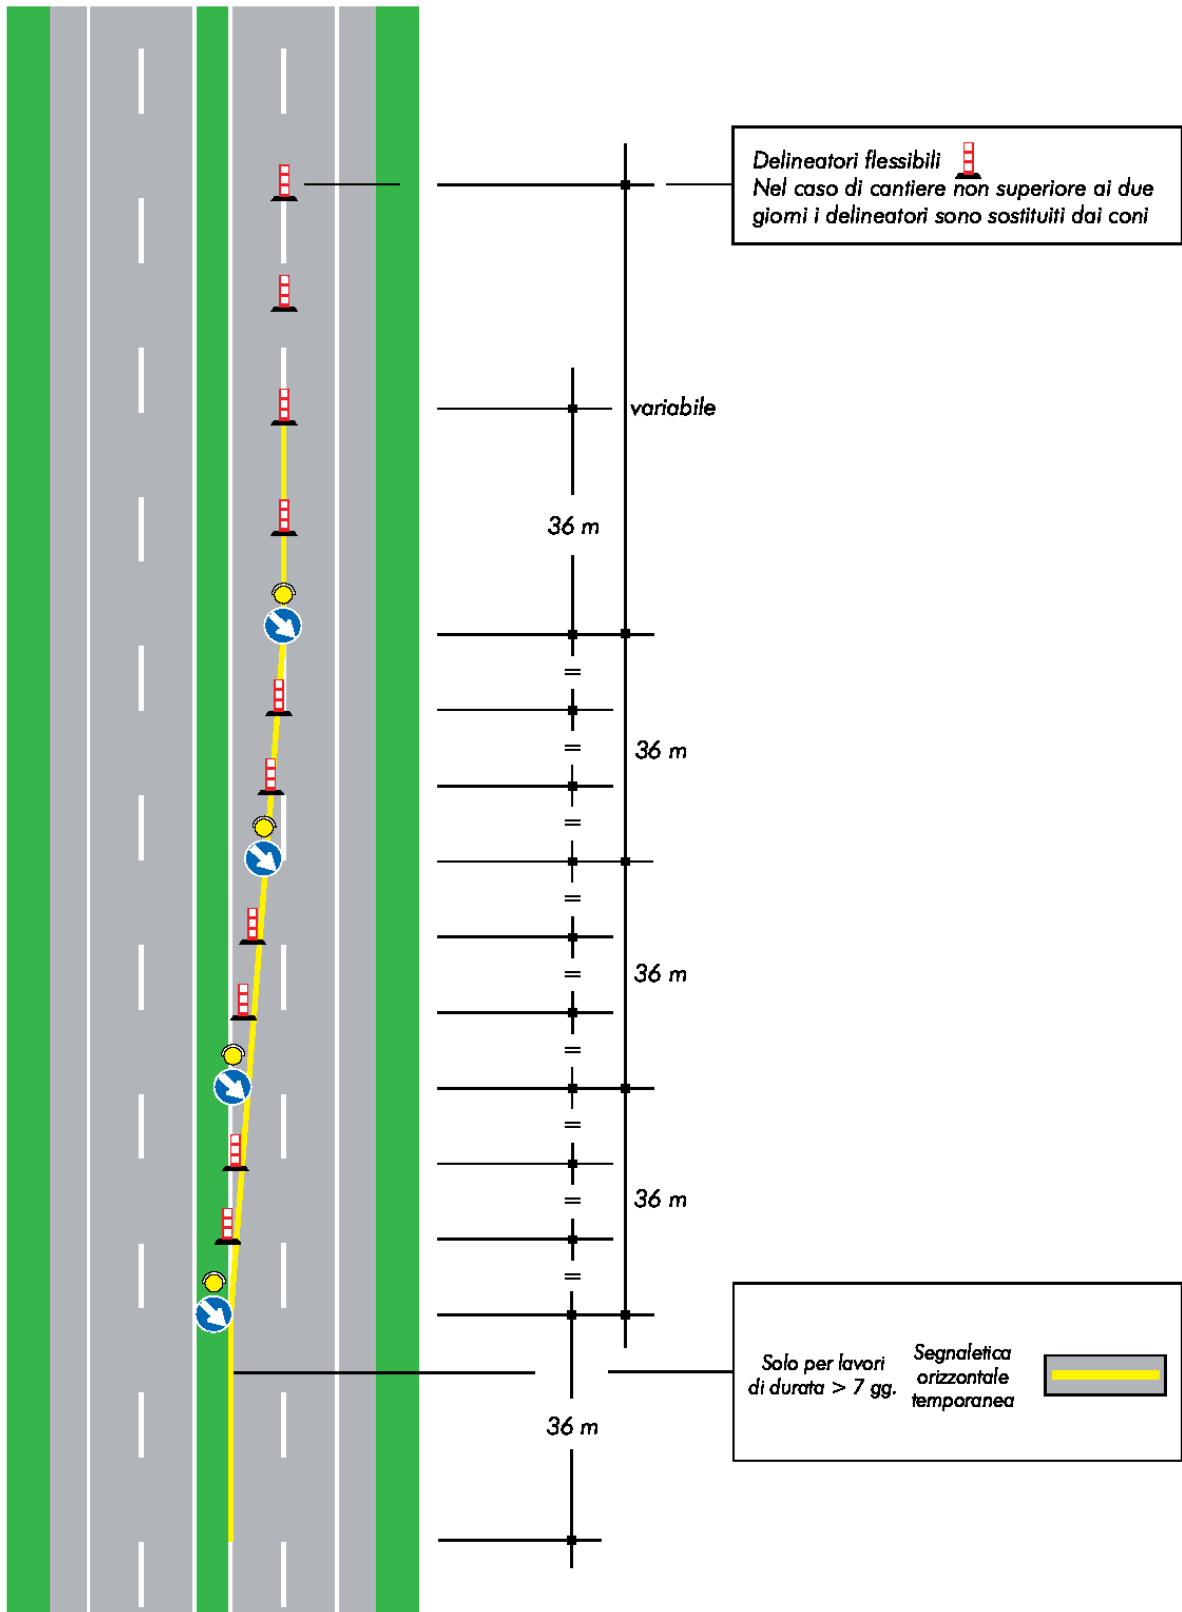 Delineatori flessibili
Nel caso di cantiere non superiore ai due
giorni i delineatori sono sostituiti dai coni
variabile
36 m
36 m
36 m
36 m
Solo per lavori
di durata > 7 gg.
Segnaletica
orizzontale
temporanea
36 m